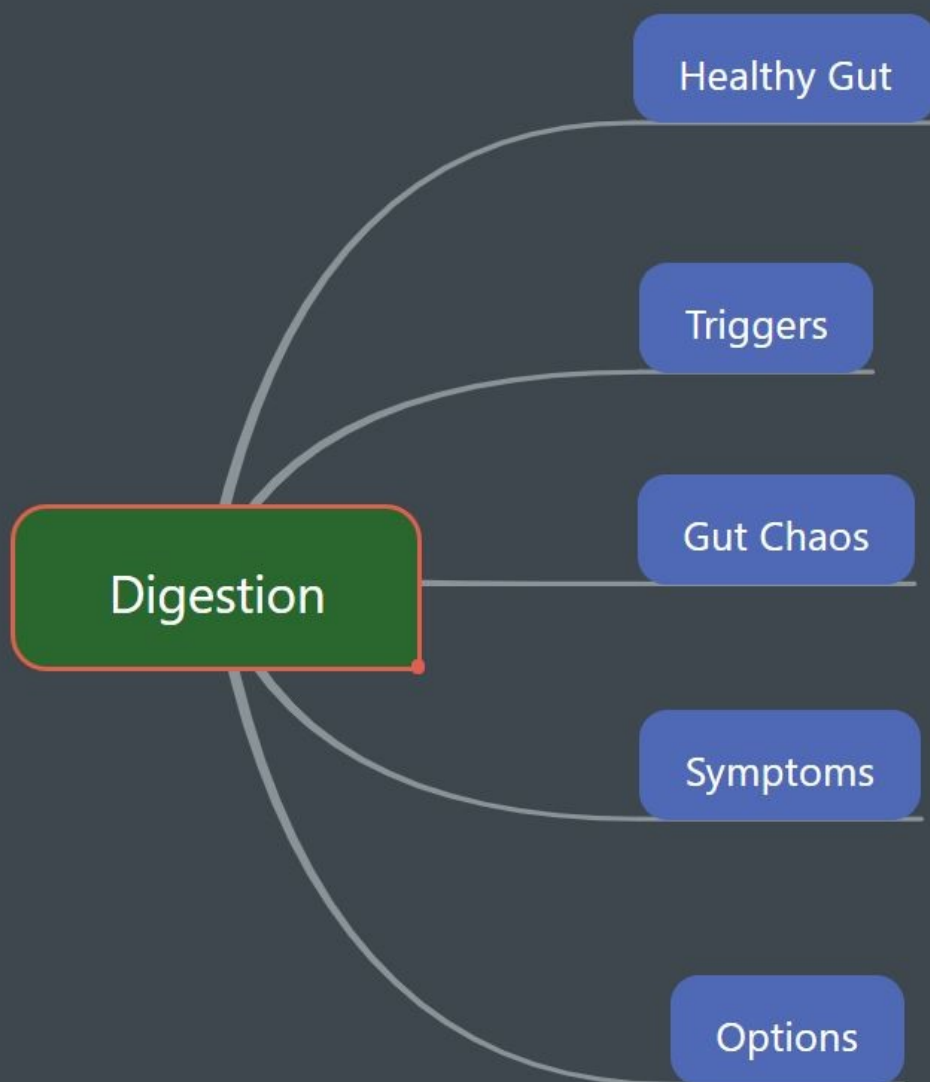 Healthy Gut
Triggers
Gut Chaos
Digestion
Symptoms
Options